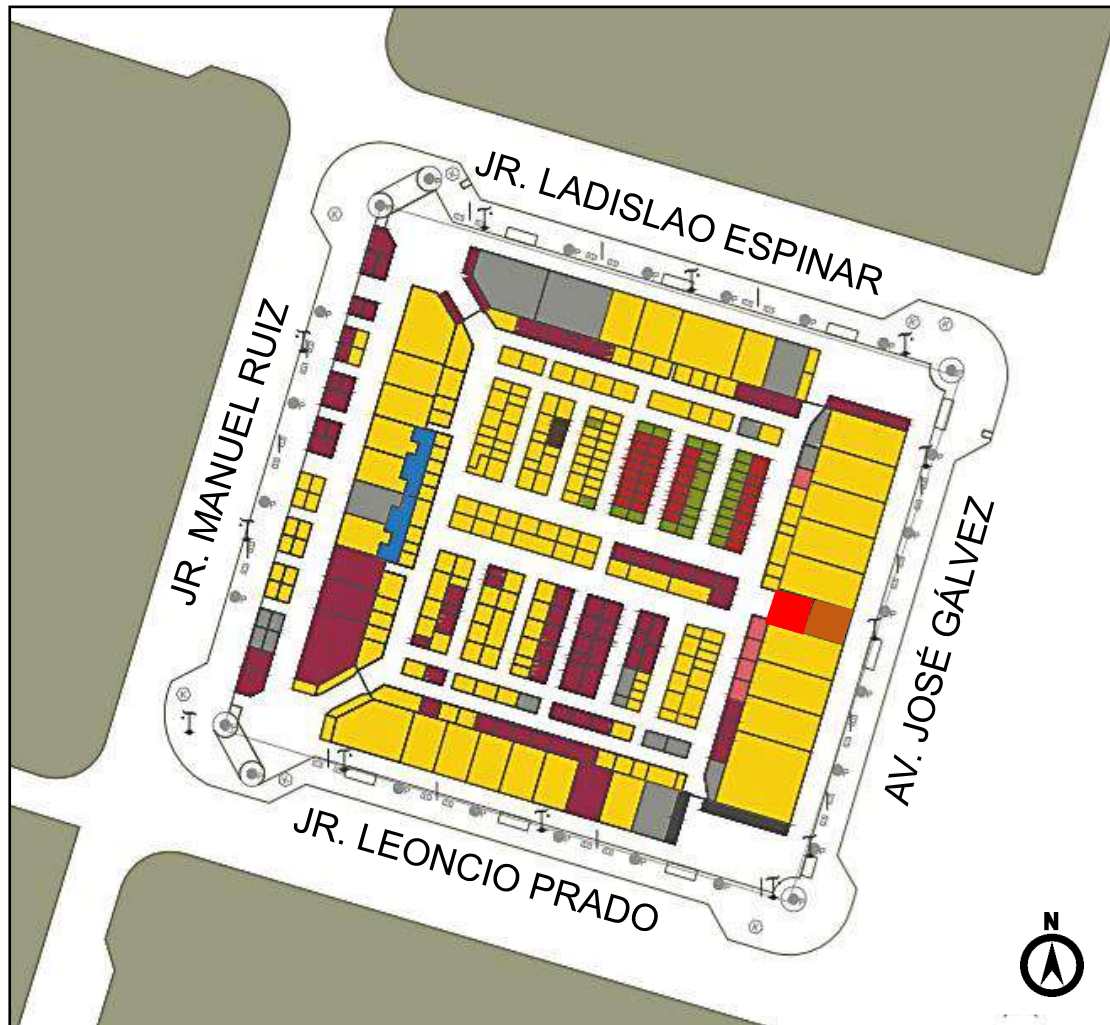 JR. LADISLAO ESPINAR
JR. MANUEL RUIZ
AV. JOSÉ GÁLVEZ
JR. LEONCIO PRADO
N